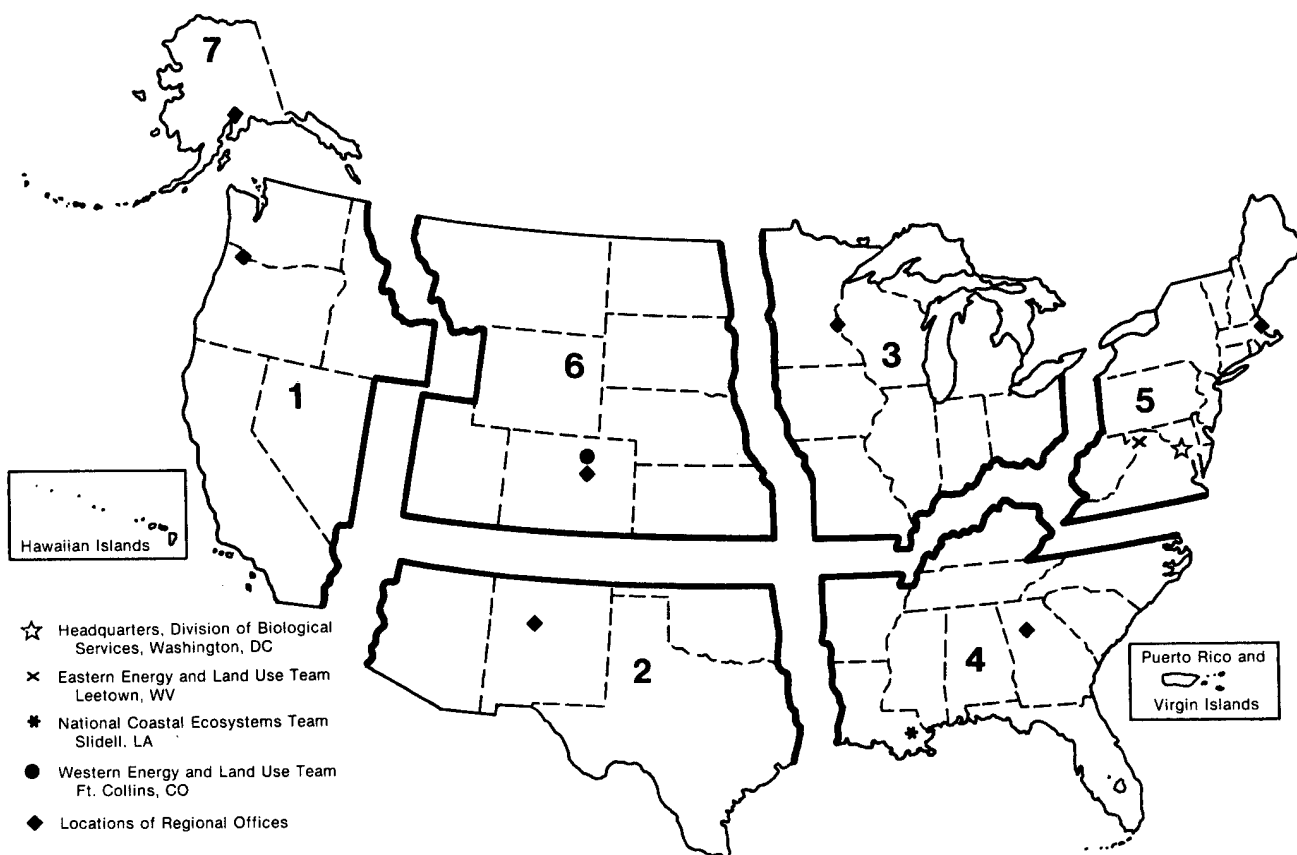 7
1
6
3
5
2
4
Hawaiian Islands
☆ Headquarters, Division of Biological
Services, Washington, DC
× Eastern Energy and Land Use Team
Leetown, WV
* National Coastal Ecosystems Team
Slidell, LA
● Western Energy and Land Use Team
Ft. Collins, CO
◆ Locations of Regional Offices
Puerto Rico and
Virgin Islands